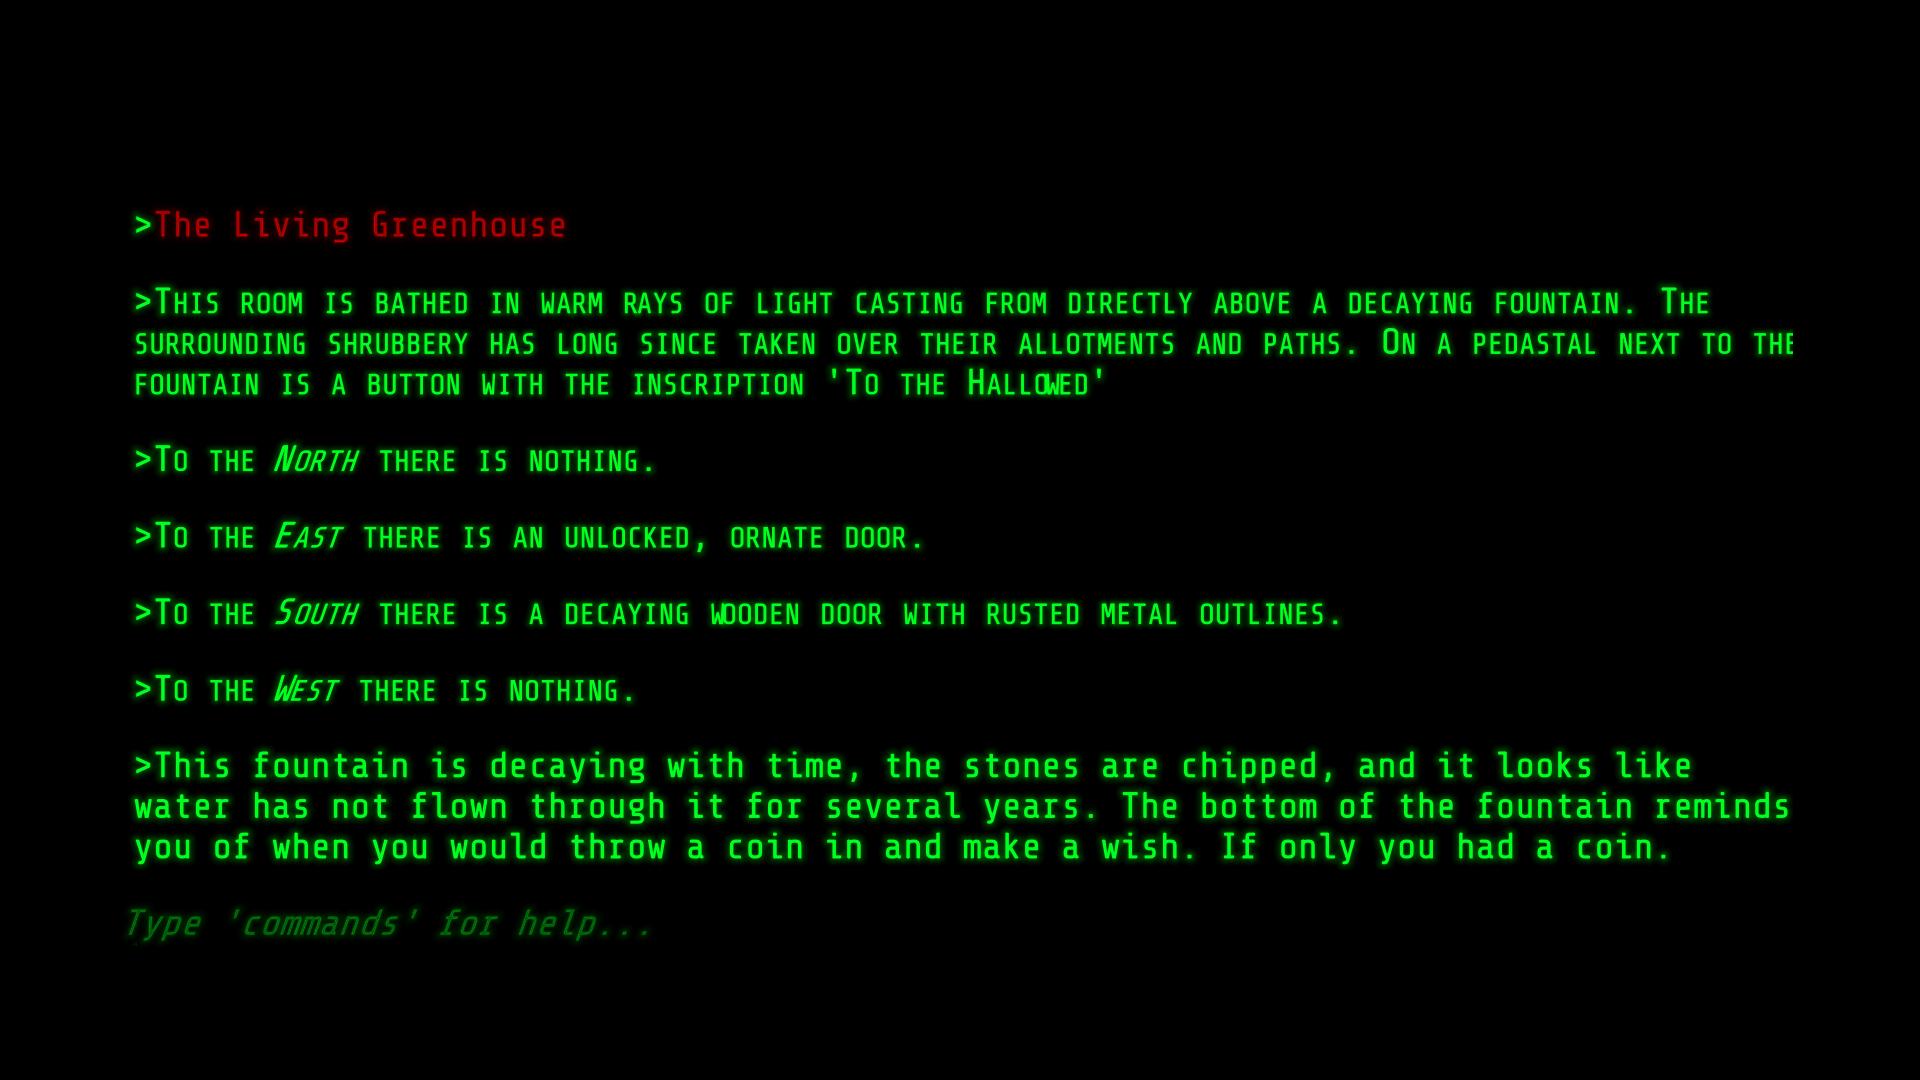 >The Living Greenhouse
>This room is bathed in warm rays of light casting from directly above a decaying fountain. The
surrounding shrubbery has long since taken over their allotments and paths. On a pedastal next to the
fountain is a button with the inscription 'To the Hallowed'
>To the North there is nothing.
>To the East there is an unlocked, ornate door.
>To the South there is a decaying wooden door with rusted metal outlines.
>To the West there is nothing.
>This fountain is decaying with time, the stones are chipped, and it looks like
water has not flown through it for several years. The bottom of the fountain reminds
you of when you would throw a coin in and make a wish. If only you had a coin.
Type 'commands' for help...